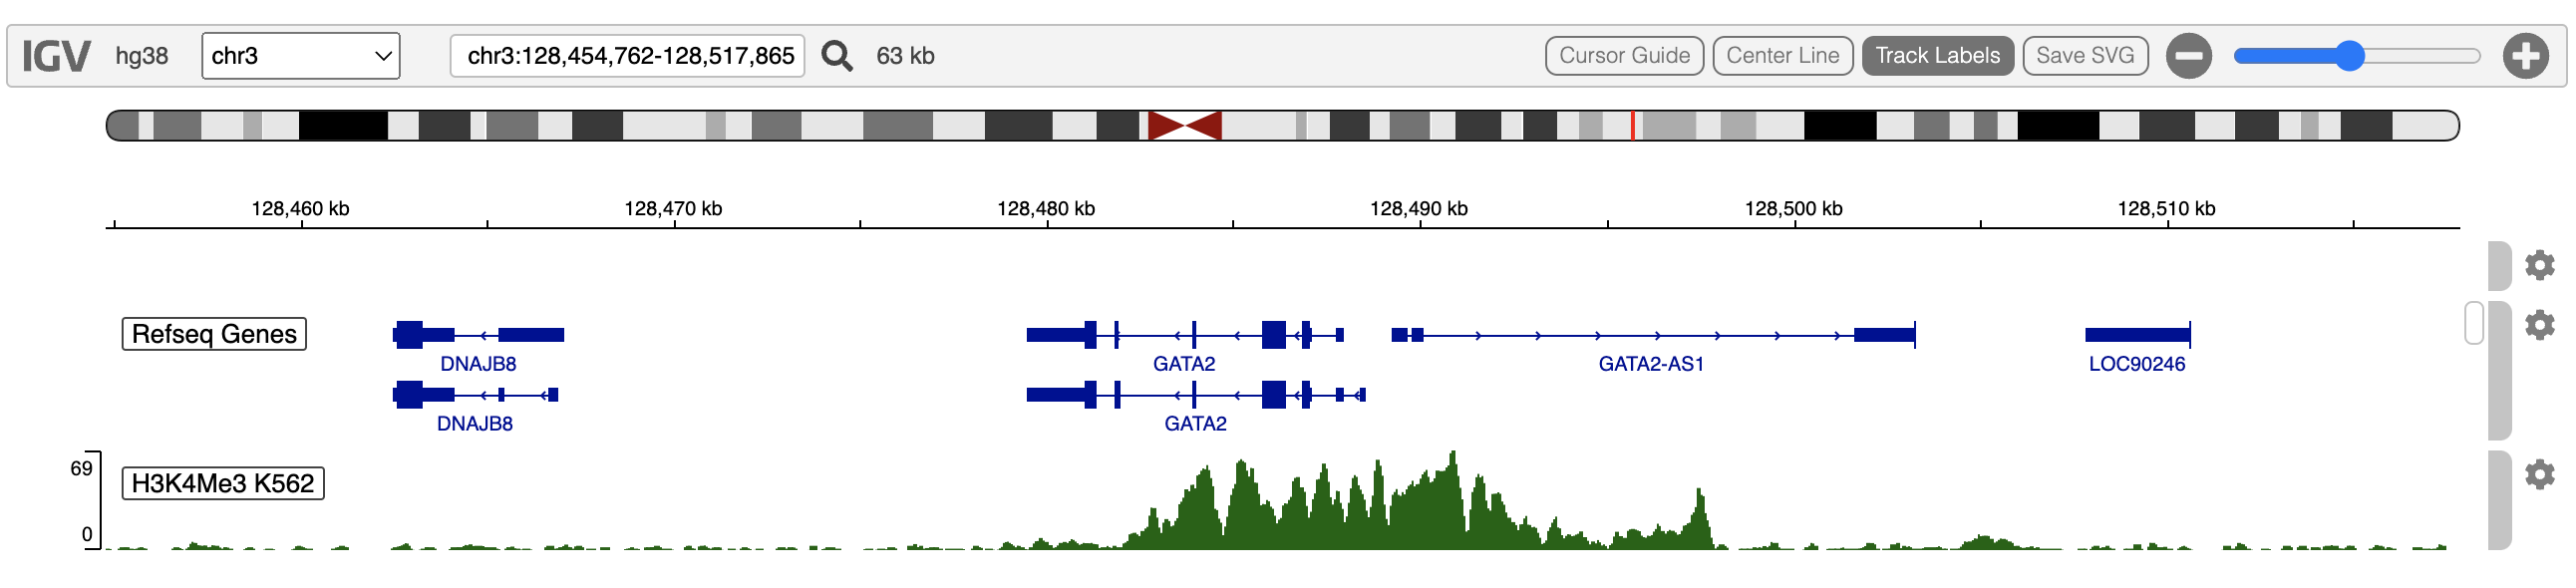 IGV hg38 chr3 chr3:128,454,762-128,517,865 63 kb Cursor Guide Center Line Track Labels Save SVG
128,460 kb 128,470 kb 128,480 kb 128,490 kb 128,500 kb 128,510 kb
Refseq Genes
DNAJB8 GATA2 GATA2-AS1 LOC90246
DNAJB8 GATA2
69
H3K4Me3 K562
0